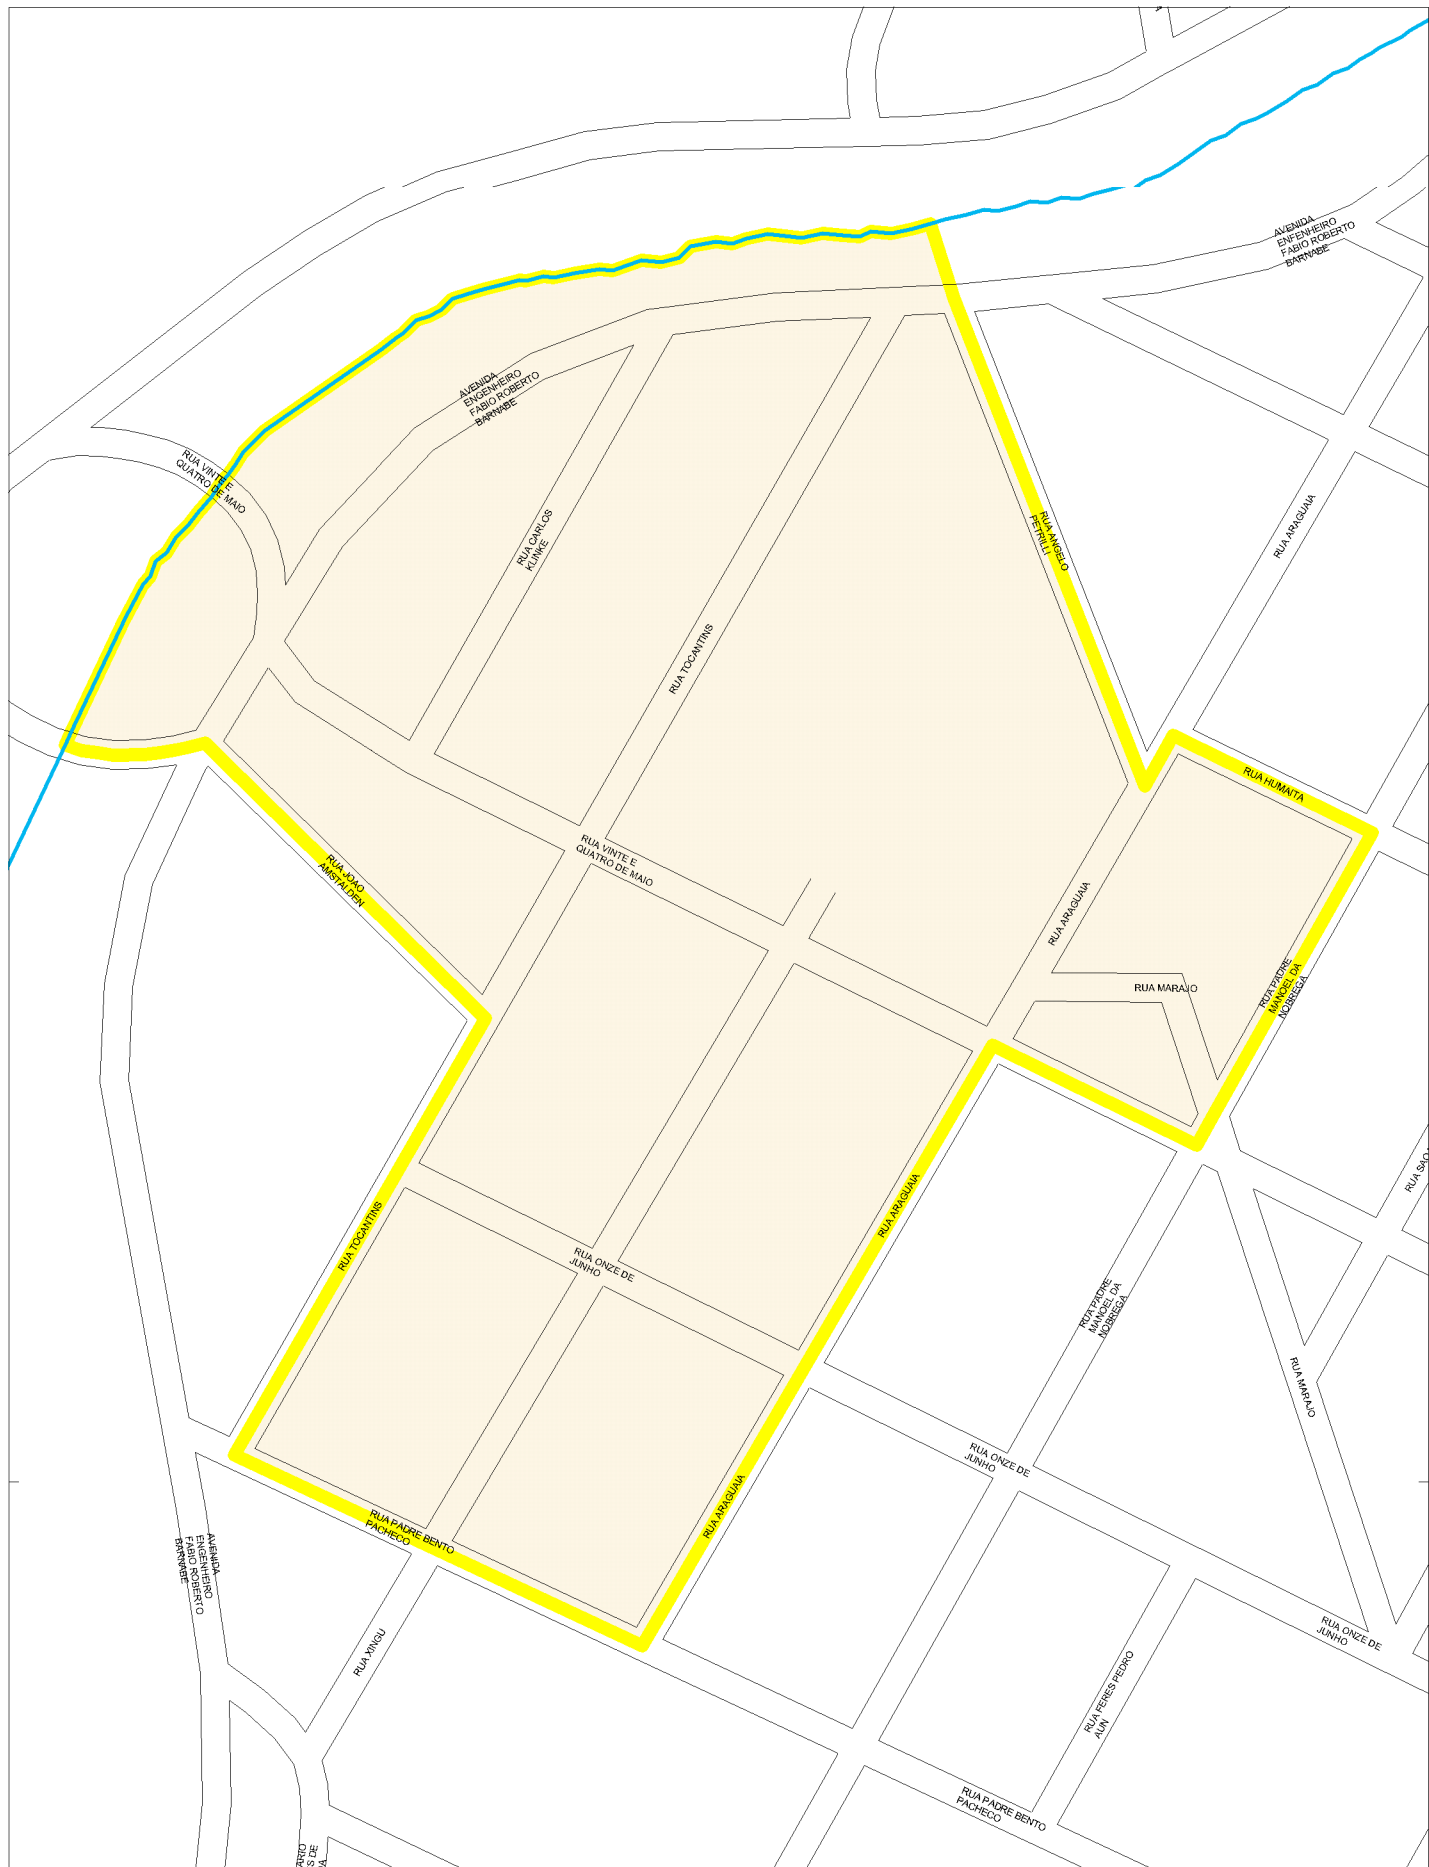 AVENIDA
ENFENHEIRO
FABIO ROBERTO
BARNABE
AVENIDA
ENGENHEIRO
FABIO ROBERTO
BARNABE
RUA VINTE E
QUATRO DE MAIO
RUA CARLOS
KLINKE
RUA ANGELO
PETRILLI
RUA ARAGUAIA
RUA TOCANTINS
RUA HUMAITA
RUA JOAO
AMSTALDEN
RUA VINTE E
QUATRO DE MAIO
RUA ARAGUAIA
RUA MARAJO
RUA PADRE
MANOEL DA
NOBREGA
RUA SAO
RUA TOCANTINS
RUA ARAGUAIA
RUA ONZE DE
JUNHO
RUA PADRE
MANOEL DA
NOBREGA
RUA MARAJO
RUA ONZE DE
JUNHO
RUA ARAGUAIA
RUA PADRE BENTO
PACHECO
AVENIDA
ENGENHEIRO
FABIO ROBERTO
BARNABE
RUA XINGU
RUA ONZE DE
JUNHO
RUA FERES PEDRO
AUN
RUA PADRE BENTO
PACHECO